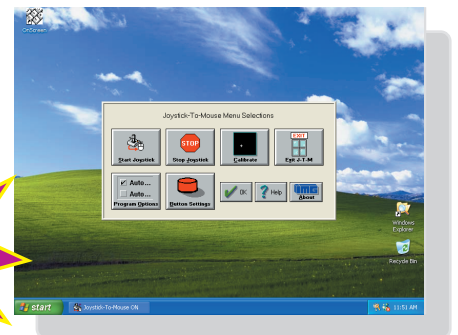 OnScreen
Joystick-To-Mouse Menu Selections
Start Joystick
STOP
Stop Joystick
Calibrate
EXIT
Exit J-T-M
Auto...
Auto...
Program Options
Button Settings
OK
Help
IMG
About
Windows Explorer
Recycle Bin
start
Joystick-To-Mouse ON
11:51 AM